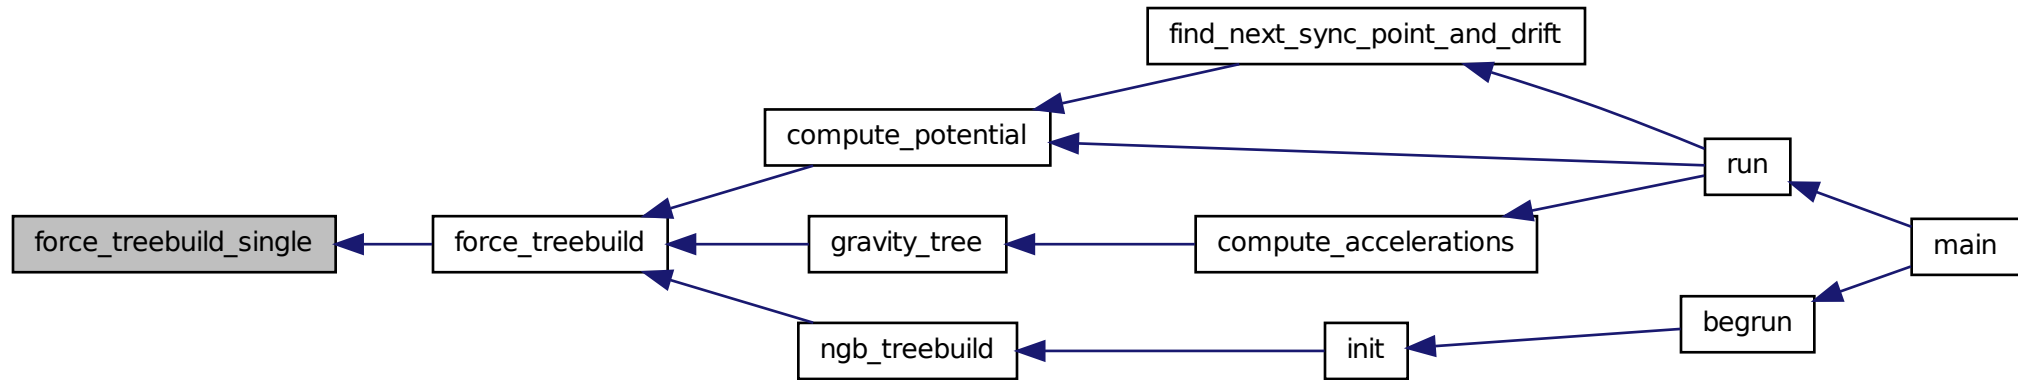 find_next_sync_point_and_drift
compute_potential
run
force_treebuild_single
force_treebuild
gravity_tree
compute_accelerations
main
begrun
ngb_treebuild
init